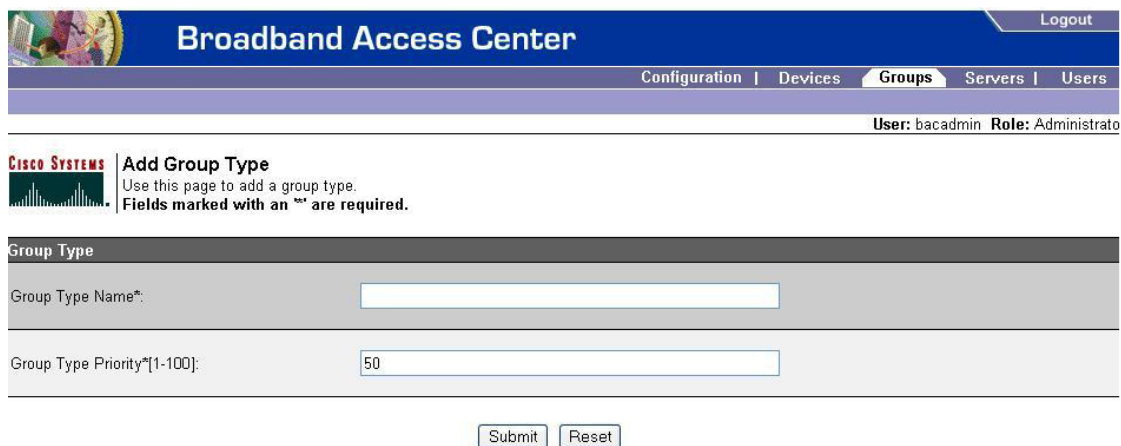 Logout
Broadband Access Center
Configuration | Devices Groups Servers | Users
User: bacadmin Role: Administrato
CISCO SYSTEMS
Add Group Type
Use this page to add a group type.
Fields marked with an '*' are required.
Group Type
Group Type Name*:
Group Type Priority*[1-100]:
50
Submit Reset